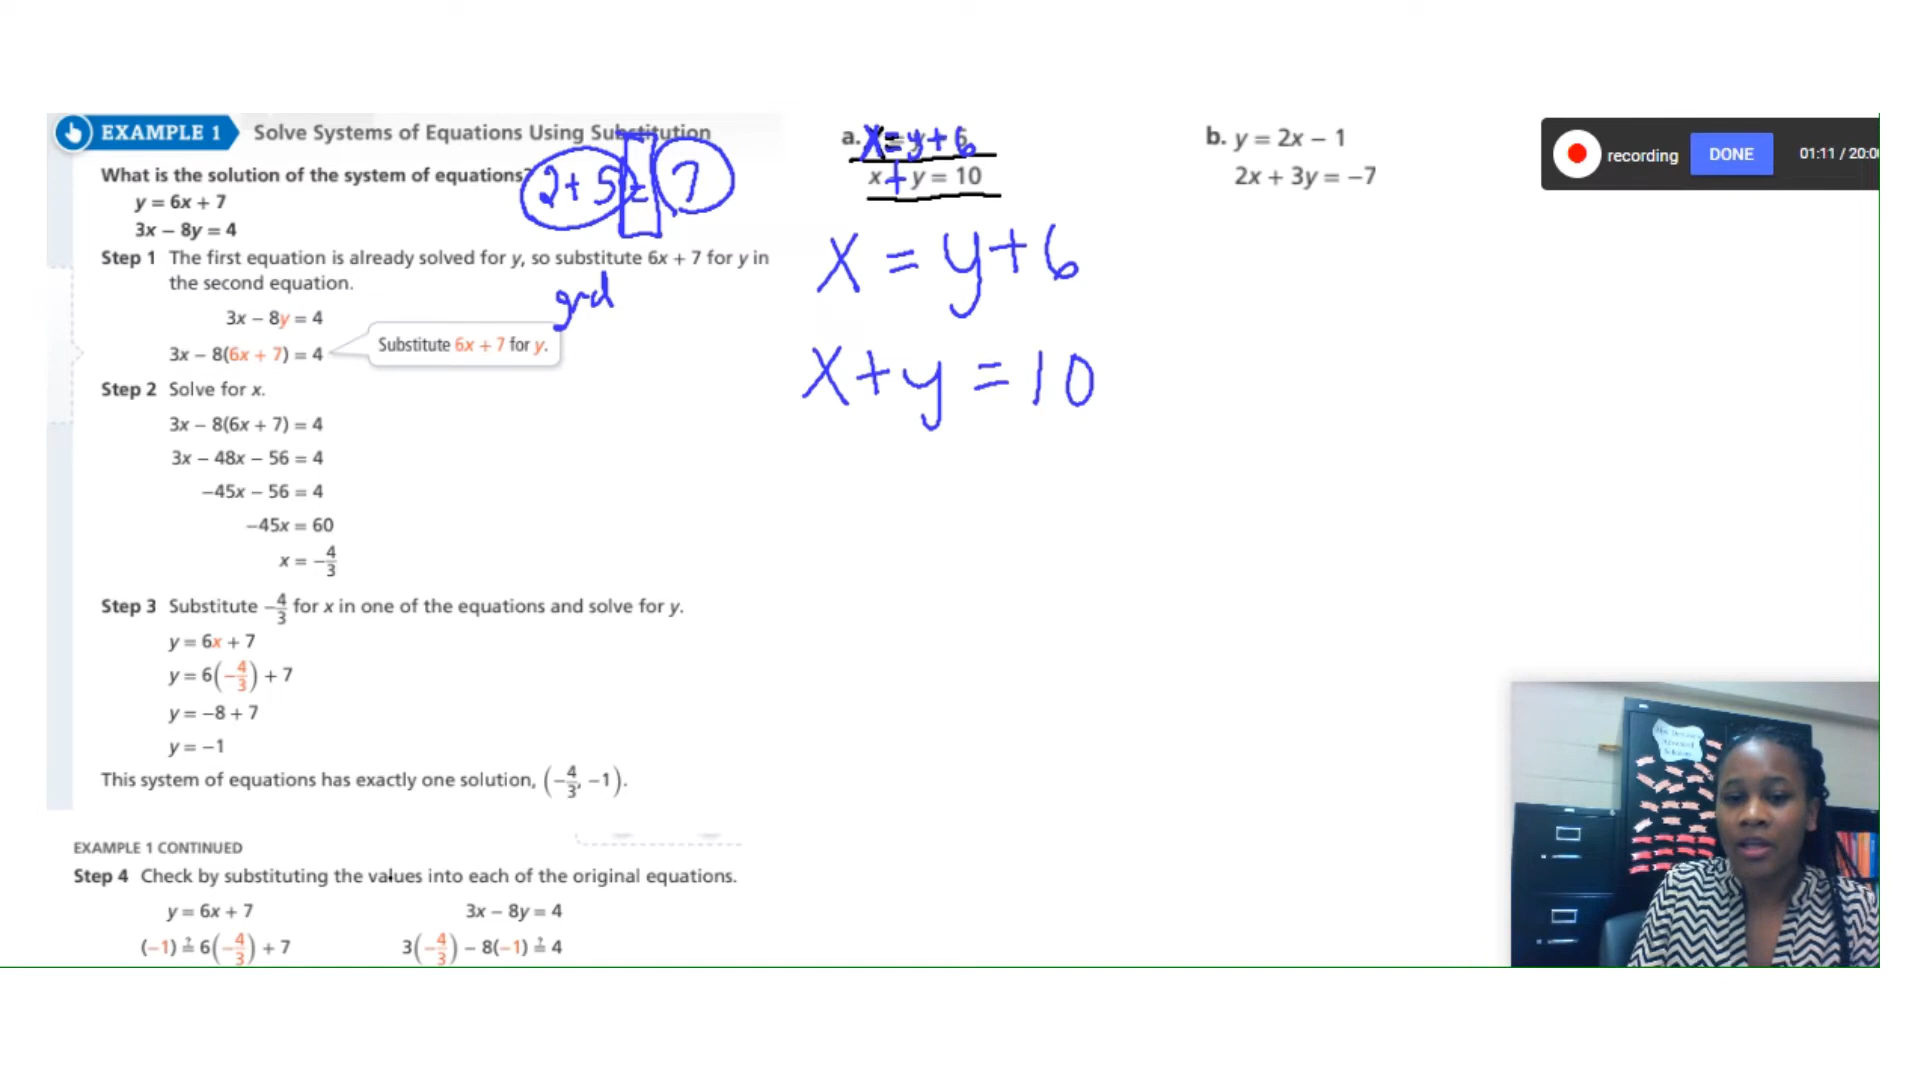 EXAMPLE 1 Solve Systems of Equations Using Substitution
What is the solution of the system of equations?
y = 6x + 7
3x – 8y = 4
2 + 5 = 7
Step 1 The first equation is already solved for y, so substitute 6x + 7 for y in
the second equation.
3x – 8y = 4
3x – 8(6x + 7) = 4
Substitute 6x + 7 for y.
Step 2 Solve for x.
3x – 8(6x + 7) = 4
3x – 48x – 56 = 4
–45x – 56 = 4
–45x = 60
x = –4/3
Step 3 Substitute –4/3 for x in one of the equations and solve for y.
y = 6x + 7
y = 6(–4/3) + 7
y = –8 + 7
y = –1
This system of equations has exactly one solution, (–4/3, –1).
EXAMPLE 1 CONTINUED
Step 4 Check by substituting the values into each of the original equations.
y = 6x + 7
(–1) ≟ 6(–4/3) + 7
3x – 8y = 4
3(–4/3) – 8(–1) ≟ 4
a. x = y + 6
x + y = 10
x = y + 6
x + y = 10
b. y = 2x – 1
2x + 3y = –7
recording DONE 01:11 / 20:0